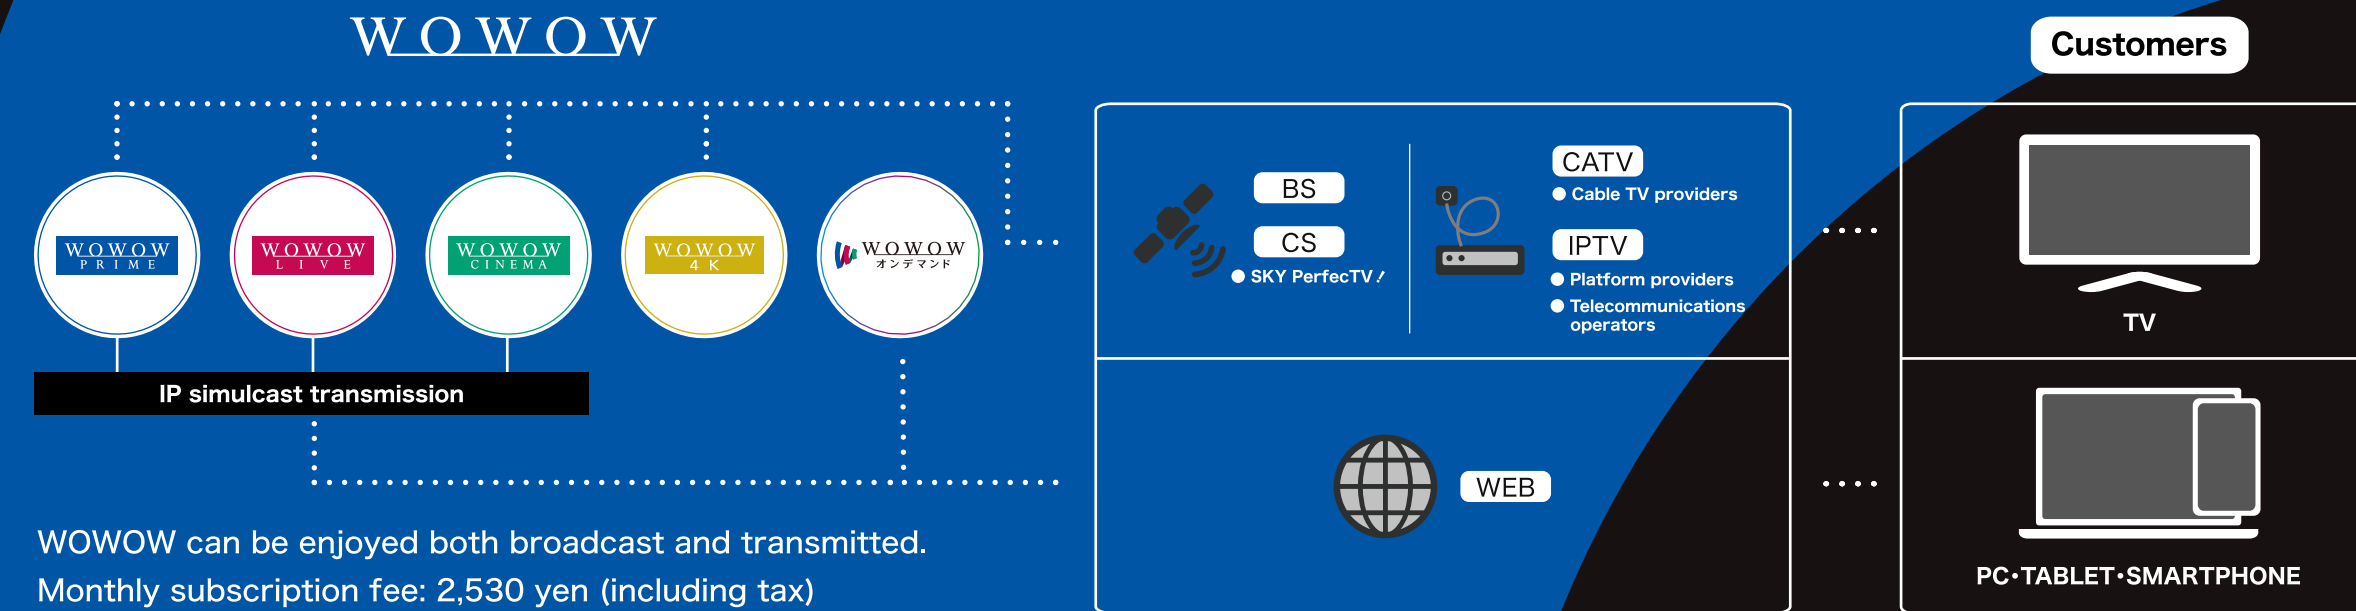 WOWOW
Customers
WOWOW
PRIME
WOWOW
LIVE
WOWOW
CINEMA
WOWOW
4K
WOWOW
オンデマンド
IP simulcast transmission
BS
CS
● SKY PerfecTV!
CATV
● Cable TV providers
IPTV
● Platform providers
● Telecommunications
operators
WEB
TV
PC・TABLET・SMARTPHONE
WOWOW can be enjoyed both broadcast and transmitted.
Monthly subscription fee: 2,530 yen (including tax)